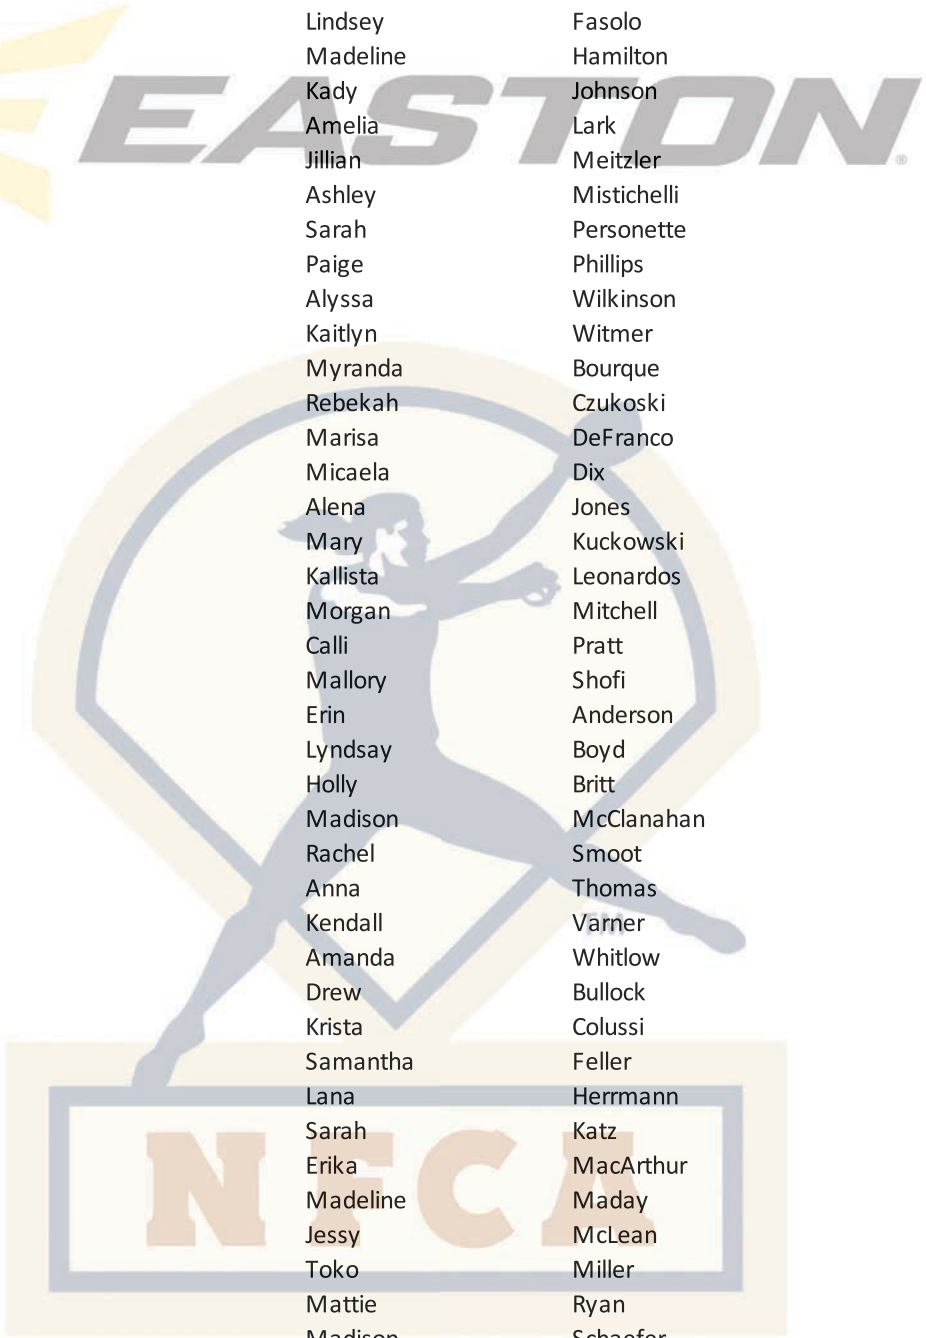 Lindsey Fasolo
Madeline Hamilton
EASTON®
Kady Johnson
Amelia Lark
Jillian Meitzler
Ashley Mistichelli
Sarah Personette
Paige Phillips
Alyssa Wilkinson
Kaitlyn Witmer
Myranda Bourque
Rebekah Czukoski
Marisa DeFranco
Micaela Dix
Alena Jones
Mary Kuckowski
Kallista Leonardos
Morgan Mitchell
Calli Pratt
Mallory Shofi
Erin Anderson
Lyndsay Boyd
Holly Britt
Madison McClanahan
Rachel Smoot
Anna Thomas
Kendall Varner
TM
Amanda Whitlow
Drew Bullock
Krista Colussi
Samantha Feller
Lana Herrmann
Sarah Katz
Erika MacArthur
Madeline Maday
NFCA
Jessy McLean
Toko Miller
Mattie Ryan
Madison Schaefer